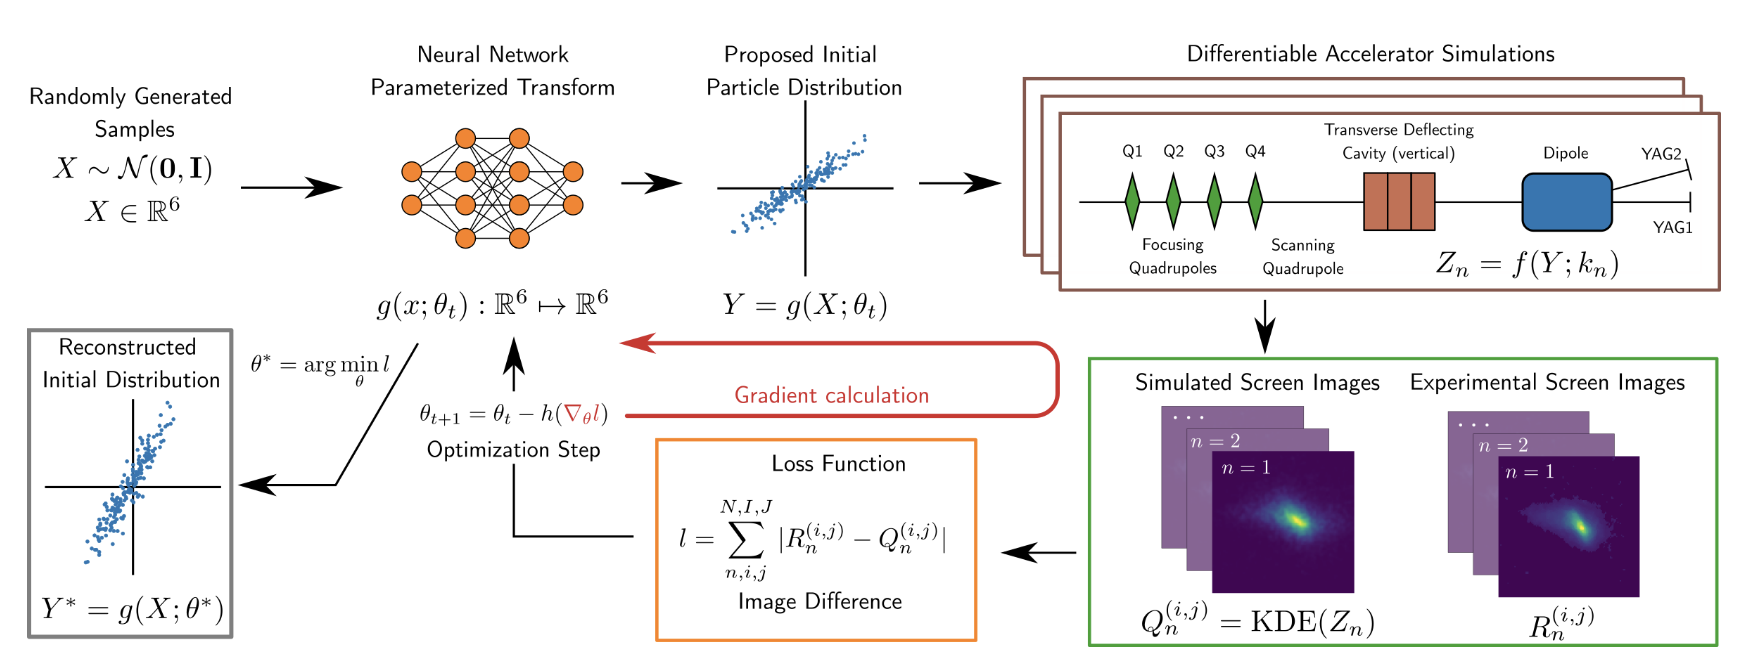 Randomly Generated
Samples
X ∼ 𝒩(𝟎, 𝐈)
X ∈ ℝ⁶
Neural Network
Parameterized Transform
g(x; θ_t) : ℝ⁶ ↦ ℝ⁶
Proposed Initial
Particle Distribution
Y = g(X; θ_t)
Differentiable Accelerator Simulations
Q1 Q2 Q3 Q4
Focusing
Quadrupoles
Scanning
Quadrupole
Transverse Deflecting
Cavity (vertical)
Dipole
YAG2
YAG1
Z_n = f(Y; k_n)
Simulated Screen Images
. . .
n = 2
n = 1
Q_n^{(i,j)} = KDE(Z_n)
Experimental Screen Images
. . .
n = 2
n = 1
R_n^{(i,j)}
Loss Function
l = ∑_{n,i,j}^{N,I,J} |R_n^{(i,j)} − Q_n^{(i,j)}|
Image Difference
Gradient calculation
θ_{t+1} = θ_t − h(∇_θ l)
Optimization Step
θ* = arg min_θ l
Reconstructed
Initial Distribution
Y* = g(X; θ*)